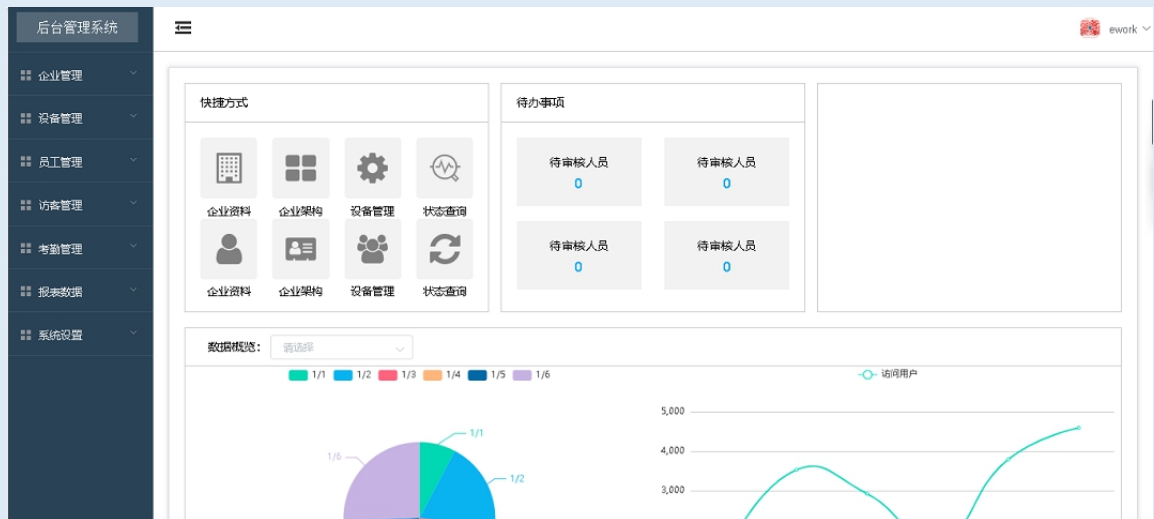 后台管理系统
ework
企业管理
设备管理
员工管理
访客管理
考勤管理
报表数据
系统设置
快捷方式
企业资料 企业架构 设备管理 状态查询
企业资料 企业架构 设备管理 状态查询
待办事项
待审核人员 待审核人员
0 0
待审核人员 待审核人员
0 0
数据概览： 请选择
1/1 1/2 1/3 1/4 1/5 1/6
1/1
1/6
1/2
访问用户
5,000
4,000
3,000